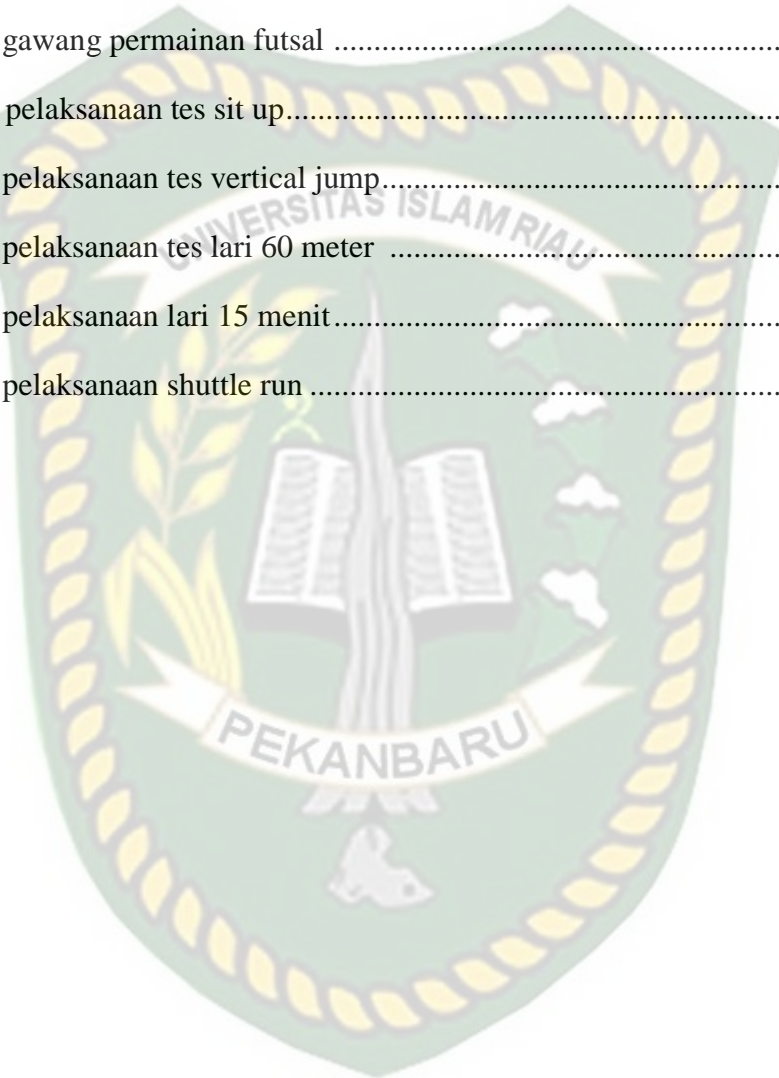 gawang permainan futsal ................................................................
pelaksanaan tes sit up......................................................................
pelaksanaan tes vertical jump.........................................................
UNIVERSITAS ISLAM RIAU
pelaksanaan tes lari 60 meter ........................................................
pelaksanaan lari 15 menit................................................................
pelaksanaan shuttle run ..................................................................
PEKANBARU